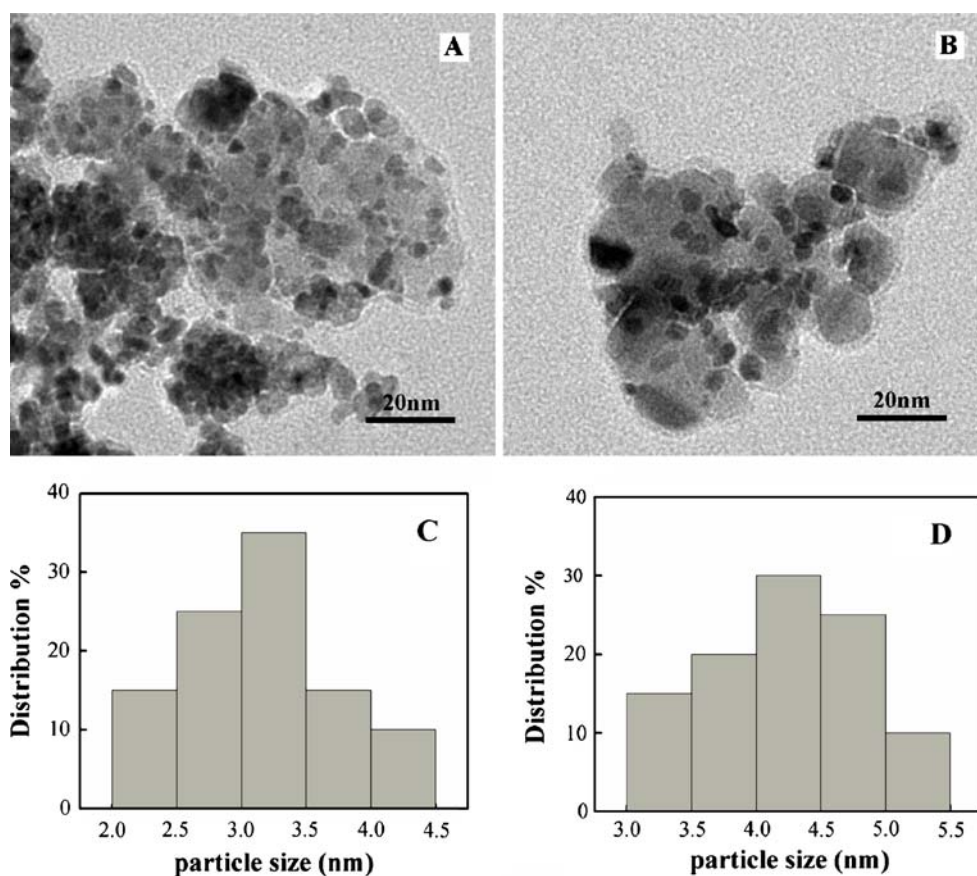 A
20nm
B
20nm
C
Distribution %
40
30
20
10
0
2.0 2.5 3.0 3.5 4.0 4.5
particle size (nm)
D
Distribution %
40
30
20
10
0
3.0 3.5 4.0 4.5 5.0 5.5
particle size (nm)